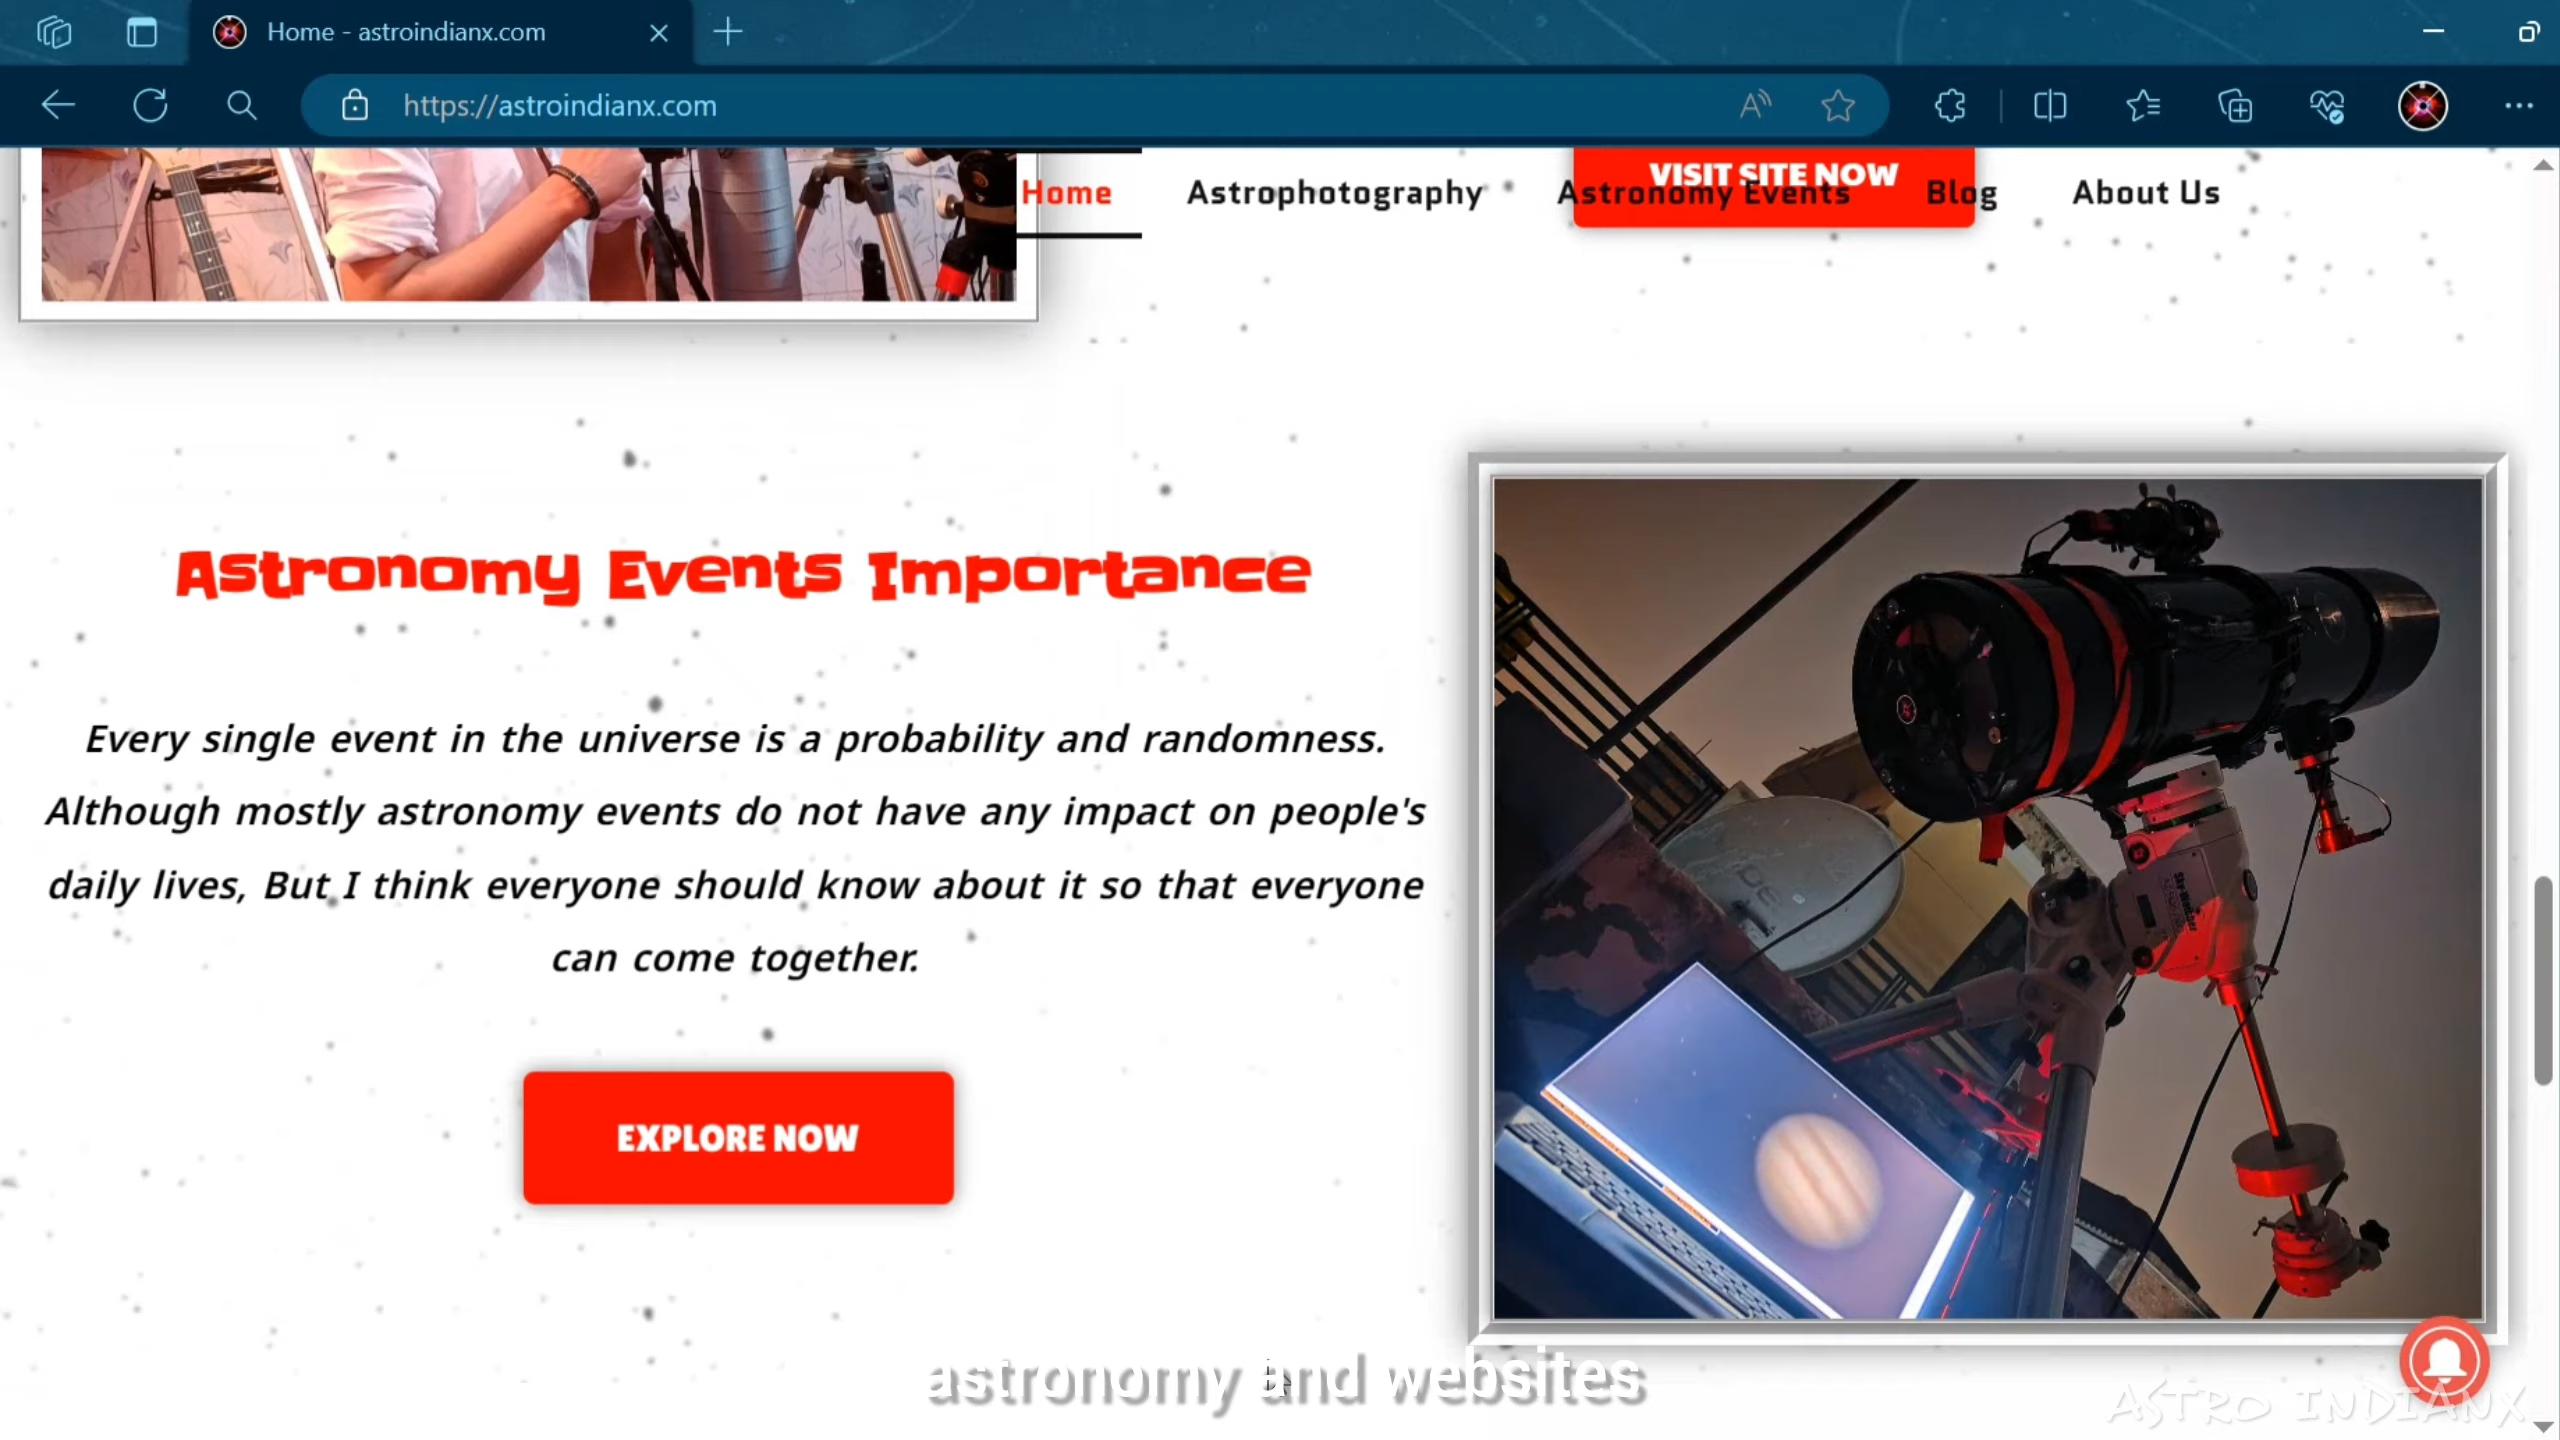 Home - astroindianx.com
https://astroindianx.com
VISIT SITE NOW
Home Astrophotography Astronomy Events Blog About Us
Astronomy Events Importance
Every single event in the universe is a probability and randomness.
Although mostly astronomy events do not have any impact on people's
daily lives, But I think everyone should know about it so that everyone
can come together.
EXPLORE NOW
Sky-Watcher
astronomy and websites
ASTRO INDIANX